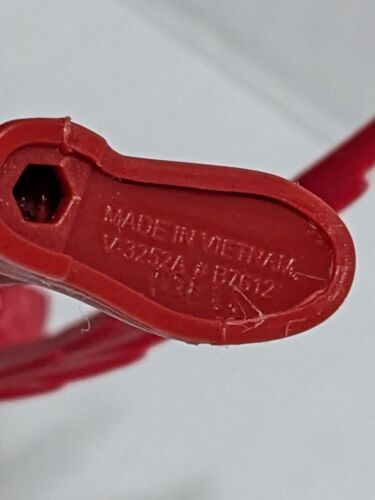 MADE IN VIETNAM.
V-3252A A B7612